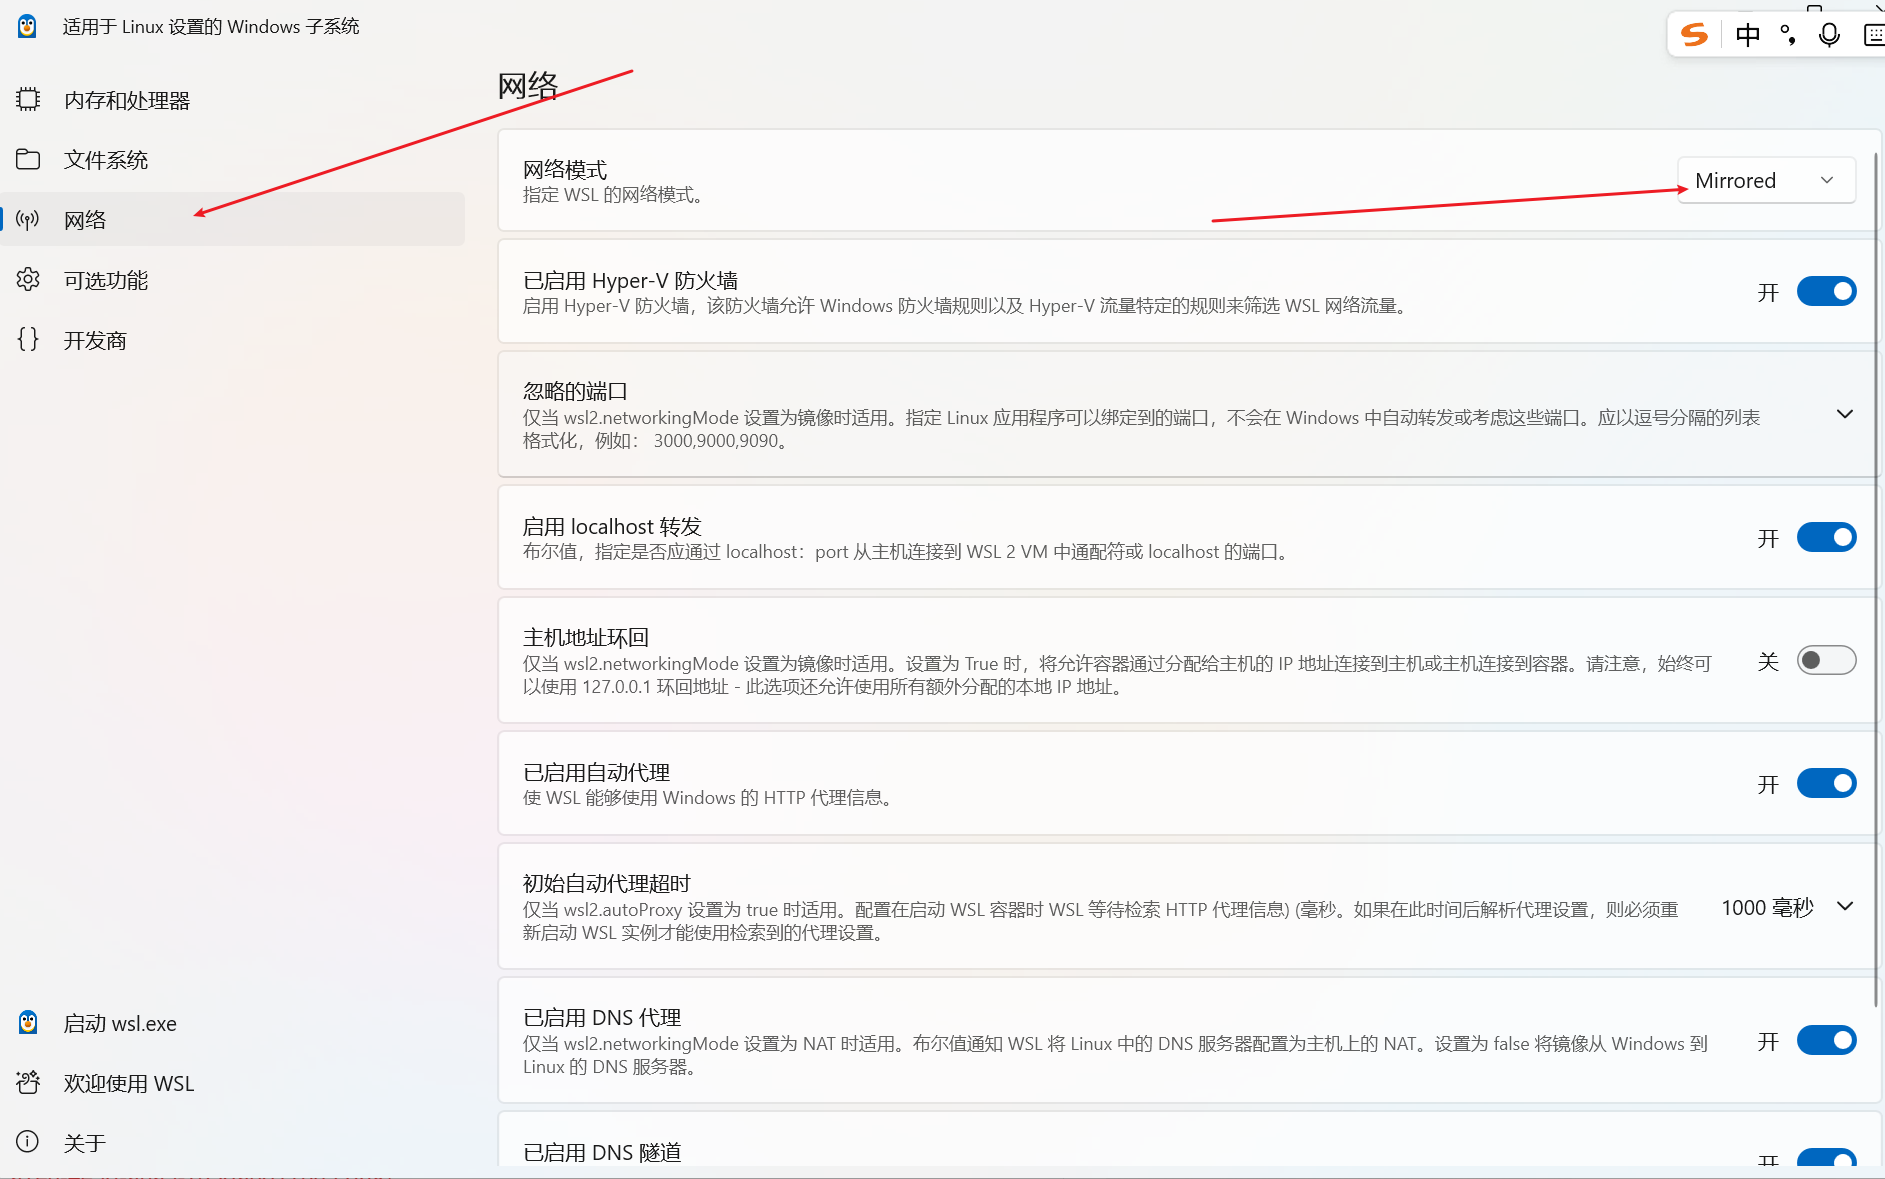 适用于 Linux 设置的 Windows 子系统
中
内存和处理器
文件系统
网络
可选功能
开发商
启动 wsl.exe
欢迎使用 WSL
关于
网络
网络模式
指定 WSL 的网络模式。
Mirrored
已启用 Hyper-V 防火墙
启用 Hyper-V 防火墙，该防火墙允许 Windows 防火墙规则以及 Hyper-V 流量特定的规则来筛选 WSL 网络流量。
开
忽略的端口
仅当 wsl2.networkingMode 设置为镜像时适用。指定 Linux 应用程序可以绑定到的端口，不会在 Windows 中自动转发或考虑这些端口。应以逗号分隔的列表
格式化，例如： 3000,9000,9090。
启用 localhost 转发
布尔值，指定是否应通过 localhost：port 从主机连接到 WSL 2 VM 中通配符或 localhost 的端口。
开
主机地址环回
仅当 wsl2.networkingMode 设置为镜像时适用。设置为 True 时，将允许容器通过分配给主机的 IP 地址连接到主机或主机连接到容器。请注意，始终可
以使用 127.0.0.1 环回地址 - 此选项还允许使用所有额外分配的本地 IP 地址。
关
已启用自动代理
使 WSL 能够使用 Windows 的 HTTP 代理信息。
开
初始自动代理超时
仅当 wsl2.autoProxy 设置为 true 时适用。配置在启动 WSL 容器时 WSL 等待检索 HTTP 代理信息) (毫秒。如果在此时间后解析代理设置，则必须重
新启动 WSL 实例才能使用检索到的代理设置。
1000 毫秒
已启用 DNS 代理
仅当 wsl2.networkingMode 设置为 NAT 时适用。布尔值通知 WSL 将 Linux 中的 DNS 服务器配置为主机上的 NAT。设置为 false 将镜像从 Windows 到
Linux 的 DNS 服务器。
开
已启用 DNS 隧道
开